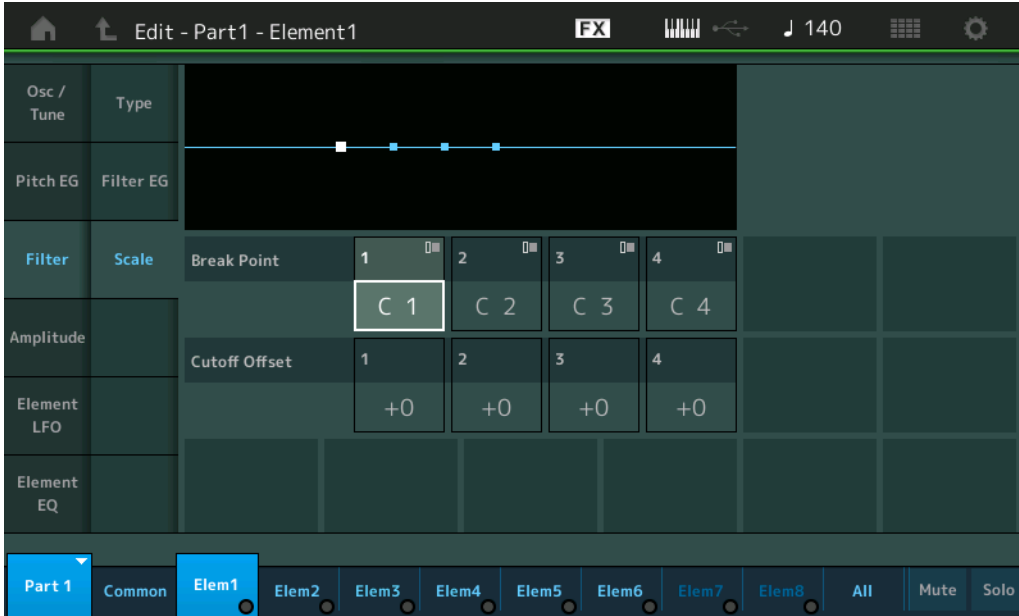 Edit - Part1 - Element1 FX ♩ 140
Osc /
Tune
Type
Pitch EG
Filter EG
Filter
Scale
Break Point 1 2 3 4
C 1 C 2 C 3 C 4
Amplitude
Cutoff Offset 1 2 3 4
+0 +0 +0 +0
Element
LFO
Element
EQ
Part 1 Common Elem1 Elem2 Elem3 Elem4 Elem5 Elem6 Elem7 Elem8 All Mute Solo